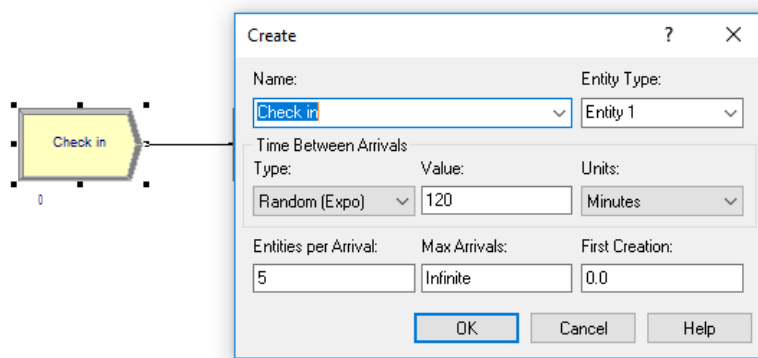 Create ?
Name: Entity Type:
Check in Entity 1
Check in
Time Between Arrivals
Type: Value: Units:
Random (Expo) 120 Minutes
0
Entities per Arrival: Max Arrivals: First Creation:
5 Infinite 0.0
OK Cancel Help